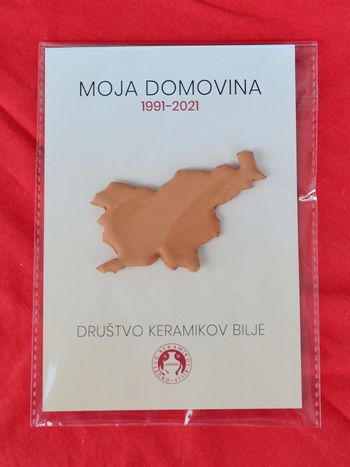 MOJA DOMOVINA
1991-2021
DRUŠTVO KERAMIKOV BILJE